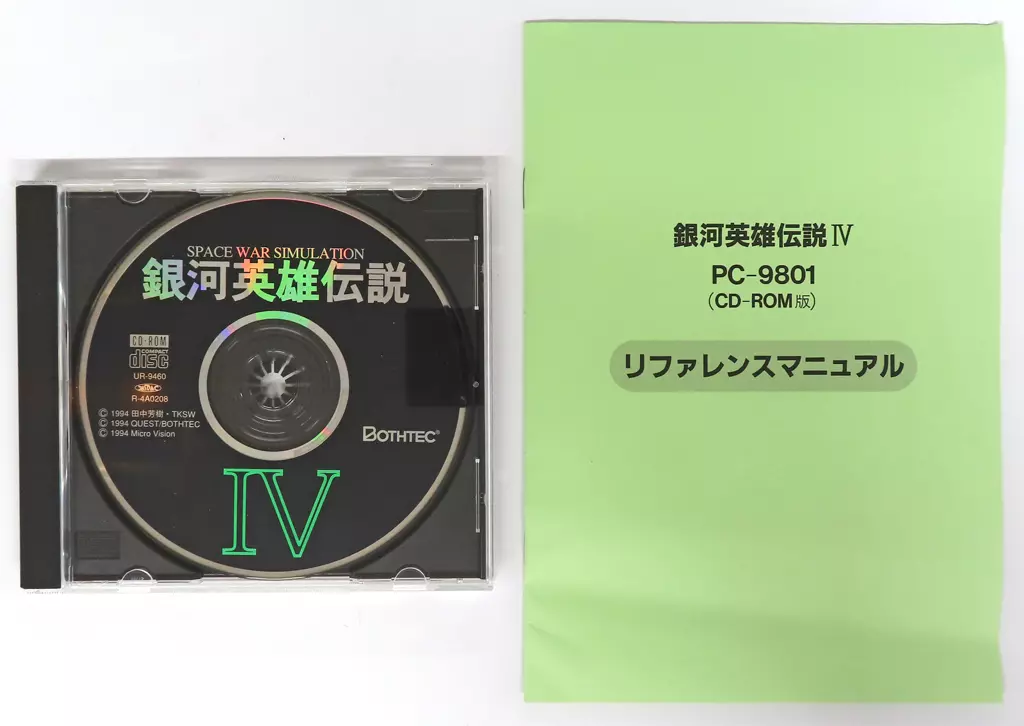 SPACE WAR SIMULATION
銀河英雄伝説
CD-ROM
COMPACT
disc
UR-9460
R-4A0208
© 1994 田中芳樹・TKSW
© 1994 QUEST/BOTHTEC
© 1994 Micro Vision
BOTHTEC®
IV
銀河英雄伝説 IV
PC-9801
(CD-ROM版)
リファレンスマニュアル